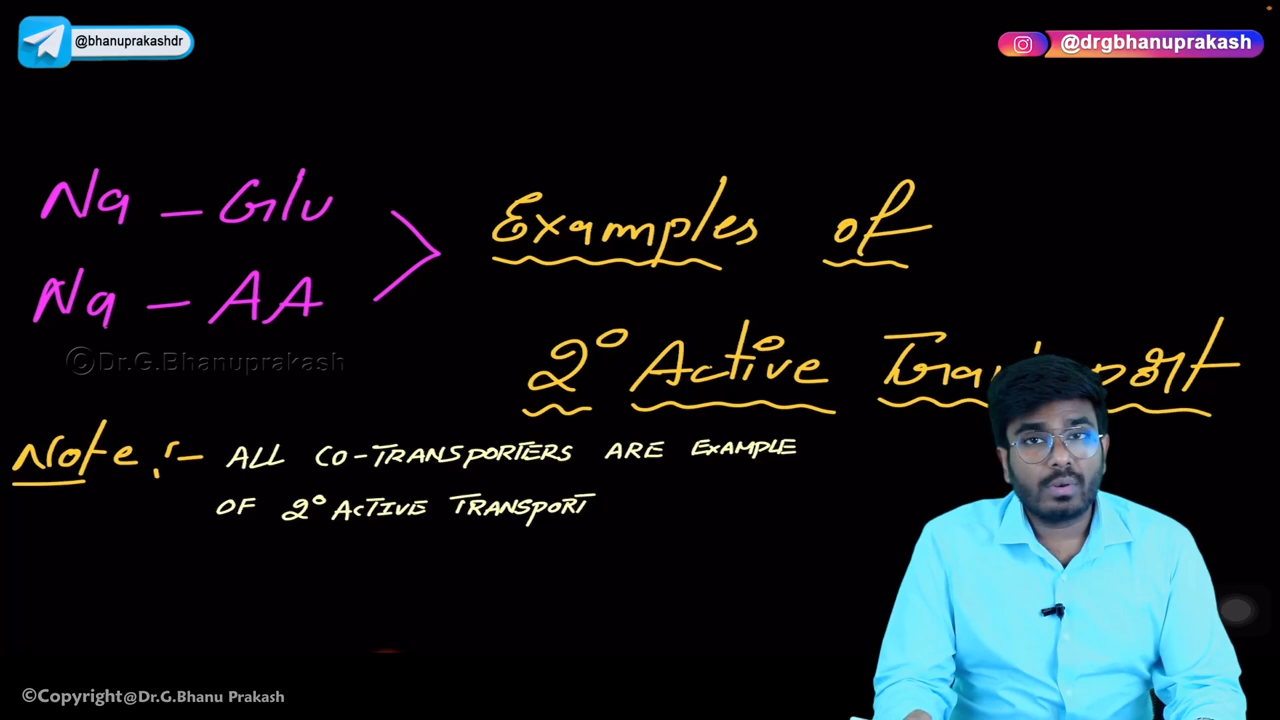 @bhanuprakashdr
@drgbhanuprakash
Na - Glu
Na - AA
Examples of
2° Active Transport
©Dr.G.Bhanuprakash
Note :- ALL CO-TRANSPORTERS ARE EXAMPLE
OF 2° ACTIVE TRANSPORT
©Copyright@Dr.G.Bhanu Prakash